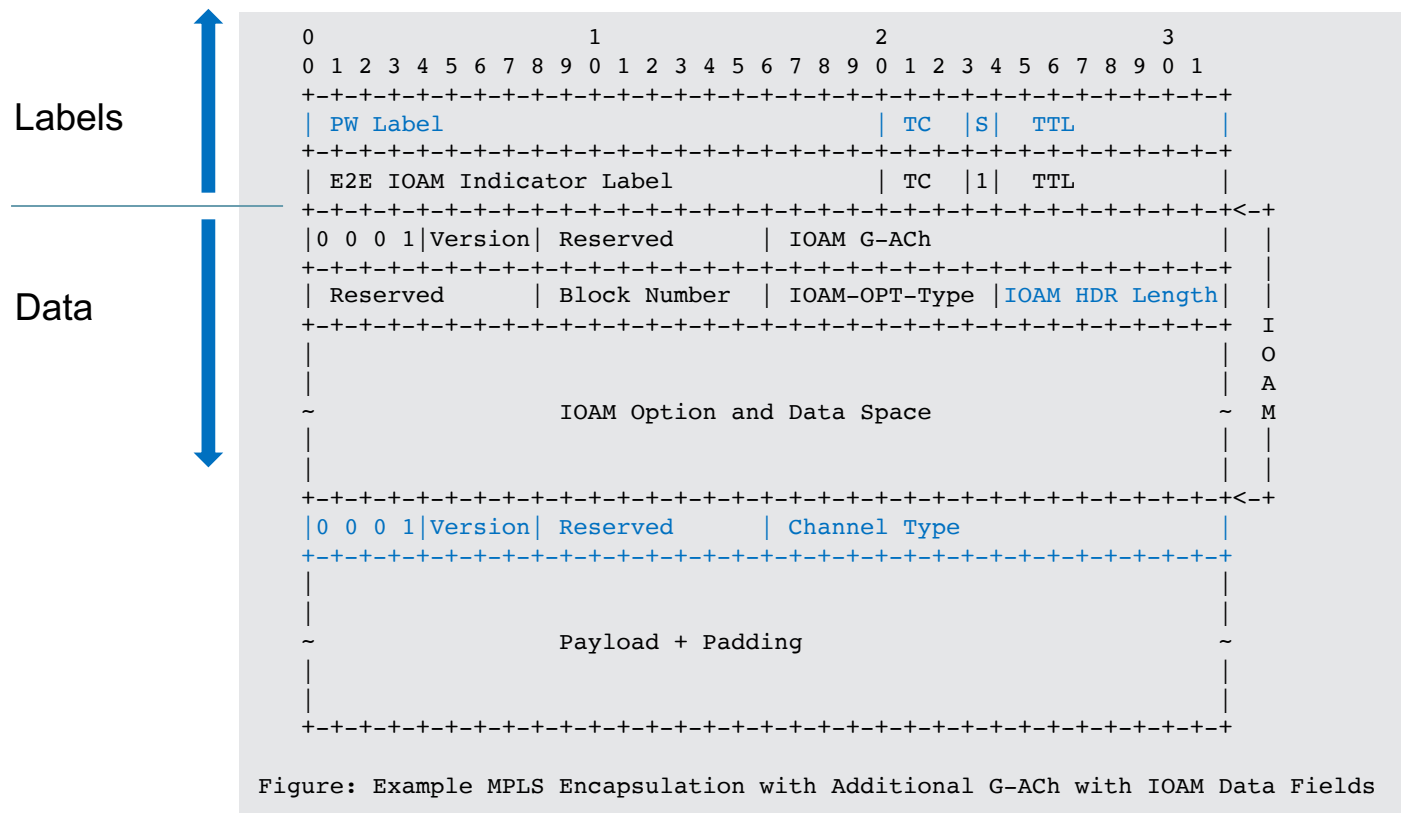 0                   1                   2                   3
0 1 2 3 4 5 6 7 8 9 0 1 2 3 4 5 6 7 8 9 0 1 2 3 4 5 6 7 8 9 0 1
+-+-+-+-+-+-+-+-+-+-+-+-+-+-+-+-+-+-+-+-+-+-+-+-+-+-+-+-+-+-+-+-+
Labels
| PW Label                              | TC  |S|  TTL          |
+-+-+-+-+-+-+-+-+-+-+-+-+-+-+-+-+-+-+-+-+-+-+-+-+-+-+-+-+-+-+-+-+
| E2E IOAM Indicator Label              | TC  |1|  TTL          |
+-+-+-+-+-+-+-+-+-+-+-+-+-+-+-+-+-+-+-+-+-+-+-+-+-+-+-+-+-+-+-+-+<-+
|0 0 0 1|Version| Reserved      | IOAM G-ACh                    |  |
+-+-+-+-+-+-+-+-+-+-+-+-+-+-+-+-+-+-+-+-+-+-+-+-+-+-+-+-+-+-+-+-+  |
Data
| Reserved      | Block Number  | IOAM-OPT-Type |IOAM HDR Length|  |
+-+-+-+-+-+-+-+-+-+-+-+-+-+-+-+-+-+-+-+-+-+-+-+-+-+-+-+-+-+-+-+-+  I
|                                                               |  O
|                                                               |  A
~                 IOAM Option and Data Space                    ~  M
|                                                               |  |
|                                                               |  |
+-+-+-+-+-+-+-+-+-+-+-+-+-+-+-+-+-+-+-+-+-+-+-+-+-+-+-+-+-+-+-+-+<-+
|0 0 0 1|Version| Reserved      | Channel Type                  |
+-+-+-+-+-+-+-+-+-+-+-+-+-+-+-+-+-+-+-+-+-+-+-+-+-+-+-+-+-+-+-+-+
|                                                               |
|                                                               |
~                 Payload + Padding                             ~
|                                                               |
|                                                               |
+-+-+-+-+-+-+-+-+-+-+-+-+-+-+-+-+-+-+-+-+-+-+-+-+-+-+-+-+-+-+-+-+
Figure: Example MPLS Encapsulation with Additional G-ACh with IOAM Data Fields